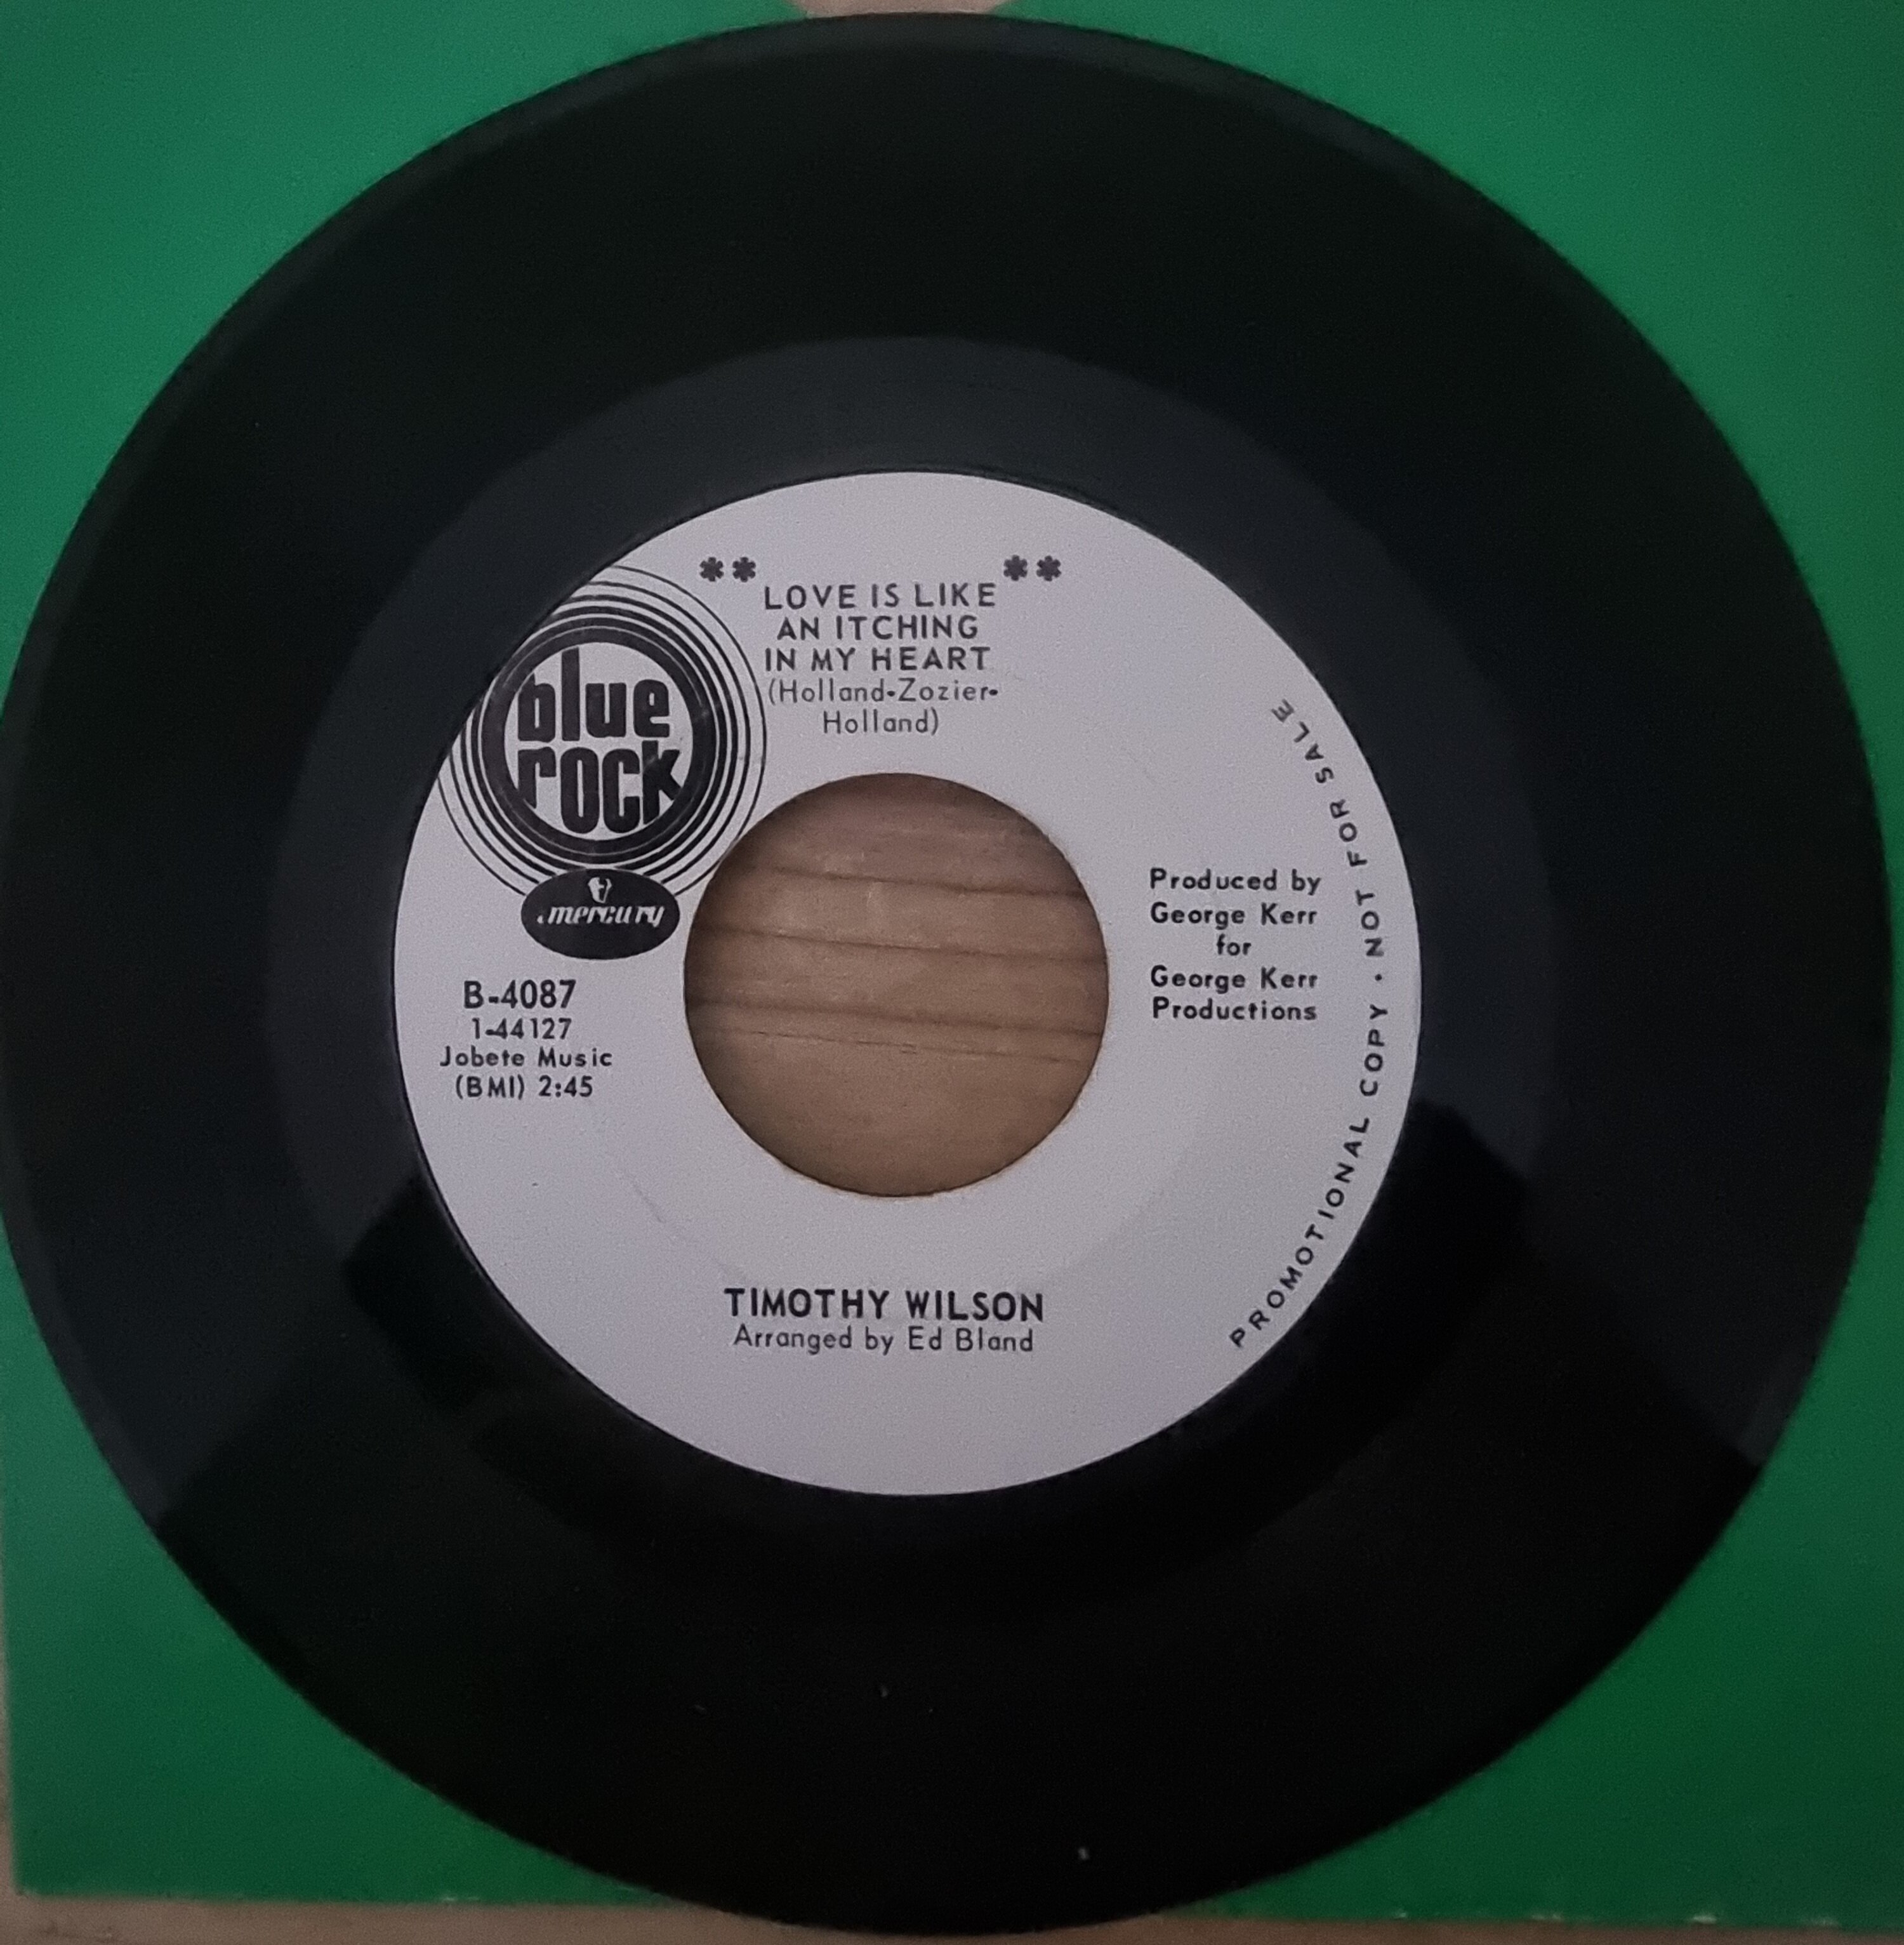 ** LOVE IS LIKE **
AN ITCHING
IN MY HEART
(Holland-Zozier-
Holland)
blue
rock
mercury
B-4087
1-44127
Jobete Music
(BMI) 2:45
Produced by
George Kerr
for
George Kerr
Productions
PROMOTIONAL COPY • NOT FOR SALE
TIMOTHY WILSON
Arranged by Ed Bland